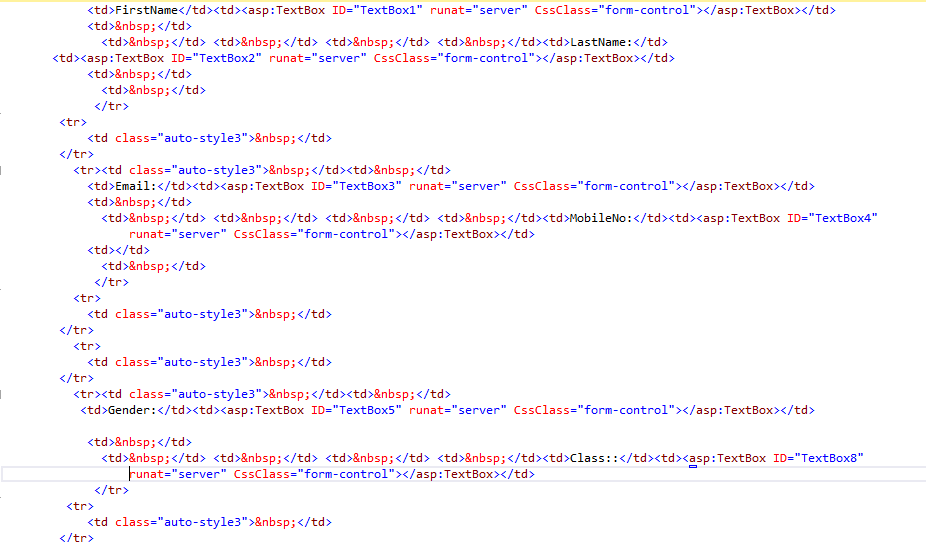 <td>FirstName</td><td><asp:TextBox ID="TextBox1" runat="server" CssClass="form-control"></asp:TextBox></td>
<td>&nbsp;</td>
<td>&nbsp;</td> <td>&nbsp;</td> <td>&nbsp;</td> <td>&nbsp;</td><td>LastName:</td>
<td><asp:TextBox ID="TextBox2" runat="server" CssClass="form-control"></asp:TextBox></td>
<td>&nbsp;</td>
<td>&nbsp;</td>
</tr>
<tr>
<td class="auto-style3">&nbsp;</td>
</tr>
<tr><td class="auto-style3">&nbsp;</td><td>&nbsp;</td>
<td>Email:</td><td><asp:TextBox ID="TextBox3" runat="server" CssClass="form-control"></asp:TextBox></td>
<td>&nbsp;</td>
<td>&nbsp;</td> <td>&nbsp;</td> <td>&nbsp;</td> <td>&nbsp;</td><td>MobileNo:</td><td><asp:TextBox ID="TextBox4"
runat="server" CssClass="form-control"></asp:TextBox></td>
<td></td>
<td>&nbsp;</td>
</tr>
<tr>
<td class="auto-style3">&nbsp;</td>
</tr>
<tr>
<td class="auto-style3">&nbsp;</td>
</tr>
<tr><td class="auto-style3">&nbsp;</td><td>&nbsp;</td>
<td>Gender:</td><td><asp:TextBox ID="TextBox5" runat="server" CssClass="form-control"></asp:TextBox></td>
<td>&nbsp;</td>
<td>&nbsp;</td> <td>&nbsp;</td> <td>&nbsp;</td> <td>&nbsp;</td><td>Class::</td><td><asp:TextBox ID="TextBox8"
runat="server" CssClass="form-control"></asp:TextBox></td>
</tr>
<tr>
<td class="auto-style3">&nbsp;</td>
</tr>